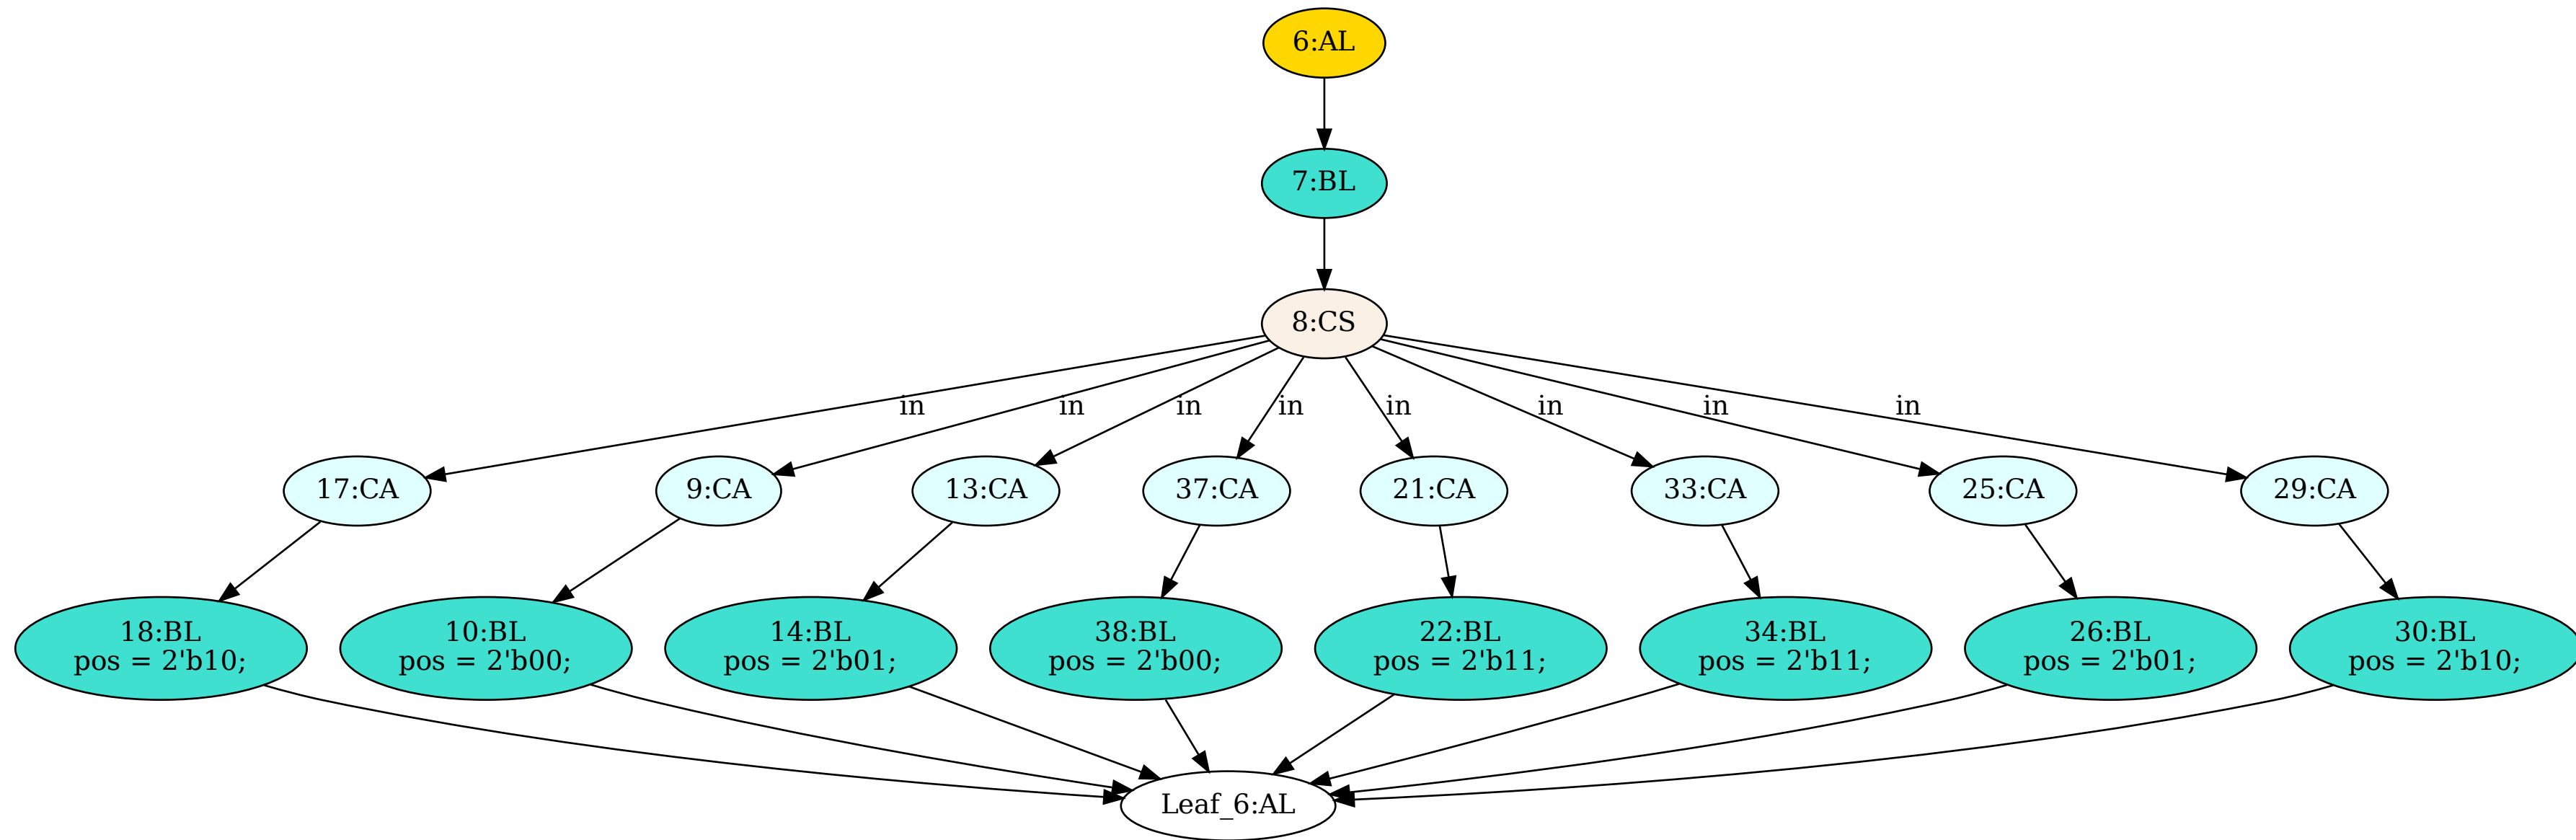 6:AL
7:BL
8:CS
in
in
in
in
in
in
in
in
17:CA
9:CA
13:CA
37:CA
21:CA
33:CA
25:CA
29:CA
18:BL
pos = 2'b10;
10:BL
pos = 2'b00;
14:BL
pos = 2'b01;
38:BL
pos = 2'b00;
22:BL
pos = 2'b11;
34:BL
pos = 2'b11;
26:BL
pos = 2'b01;
30:BL
pos = 2'b10;
Leaf_6:AL